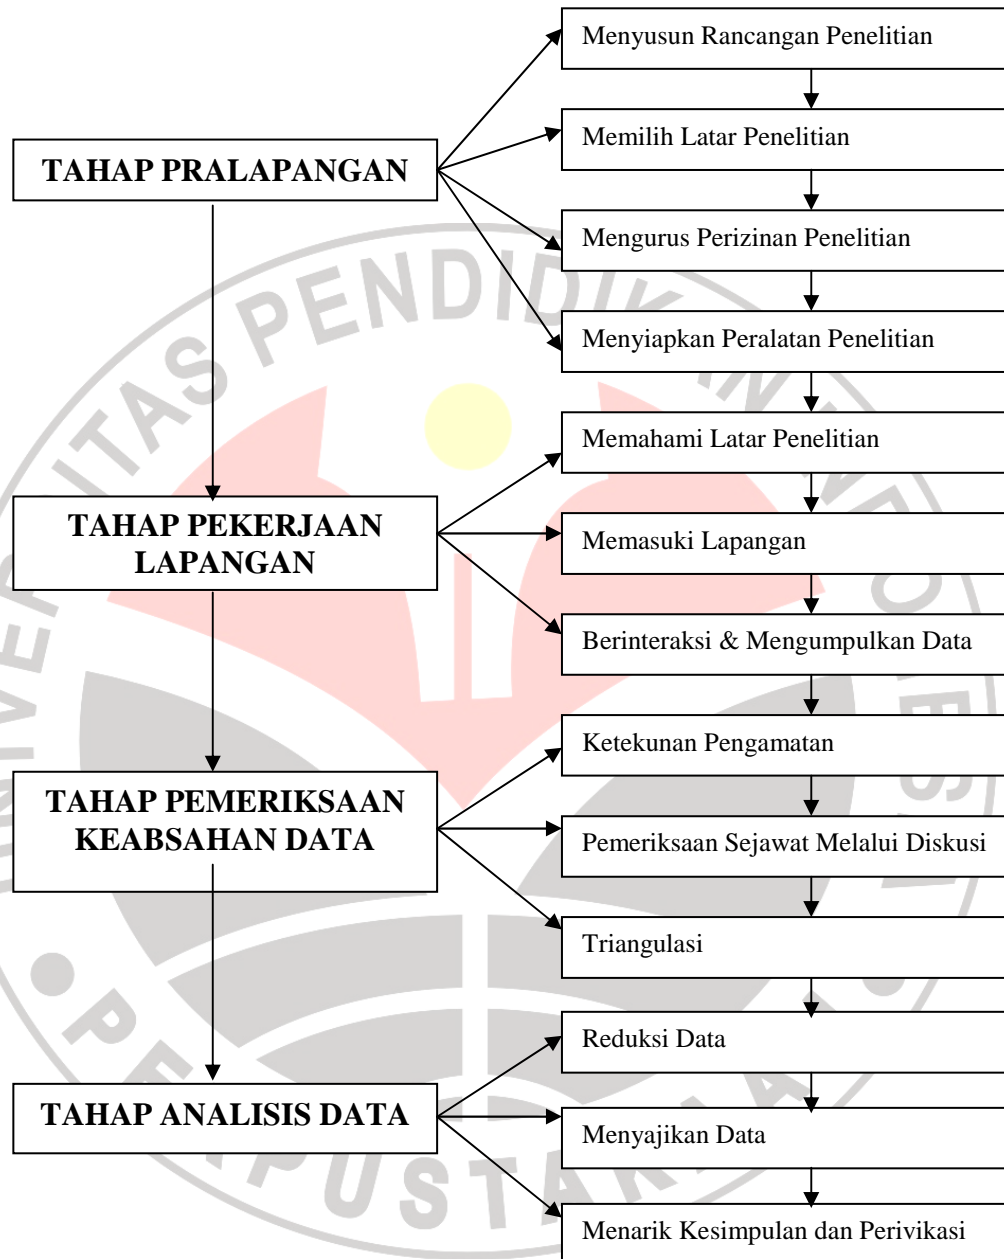 Menyusun Rancangan Penelitian
Memilih Latar Penelitian
TAHAP PRALAPANGAN
Mengurus Perizinan Penelitian
Menyiapkan Peralatan Penelitian
Memahami Latar Penelitian
TAHAP PEKERJAAN
LAPANGAN
Memasuki Lapangan
Berinteraksi & Mengumpulkan Data
Ketekunan Pengamatan
TAHAP PEMERIKSAAN
KEABSAHAN DATA
Pemeriksaan Sejawat Melalui Diskusi
Triangulasi
Reduksi Data
TAHAP ANALISIS DATA
Menyajikan Data
Menarik Kesimpulan dan Perivikasi